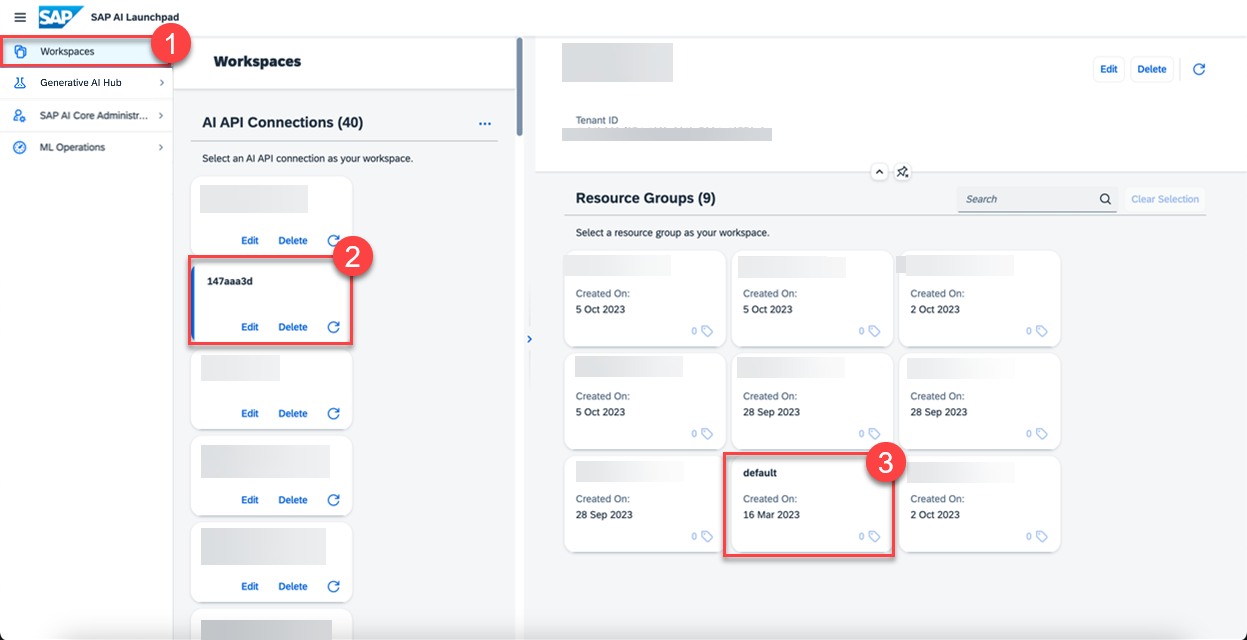 SAP SAP AI Launchpad
1
Workspaces
Generative AI Hub
SAP AI Core Administr...
ML Operations
Workspaces
AI API Connections (40)
Select an AI API connection as your workspace.
Edit Delete
2
147aaa3d
Edit Delete
Edit Delete
Edit Delete
Edit Delete
Edit Delete
Tenant ID
Resource Groups (9)
Search
Clear Selection
Select a resource group as your workspace.
Created On: Created On: Created On:
5 Oct 2023 5 Oct 2023 2 Oct 2023
0 0 0
Created On: Created On: Created On:
5 Oct 2023 28 Sep 2023 28 Sep 2023
0 0 0
3
default
Created On: Created On: Created On:
28 Sep 2023 16 Mar 2023 2 Oct 2023
0 0 0